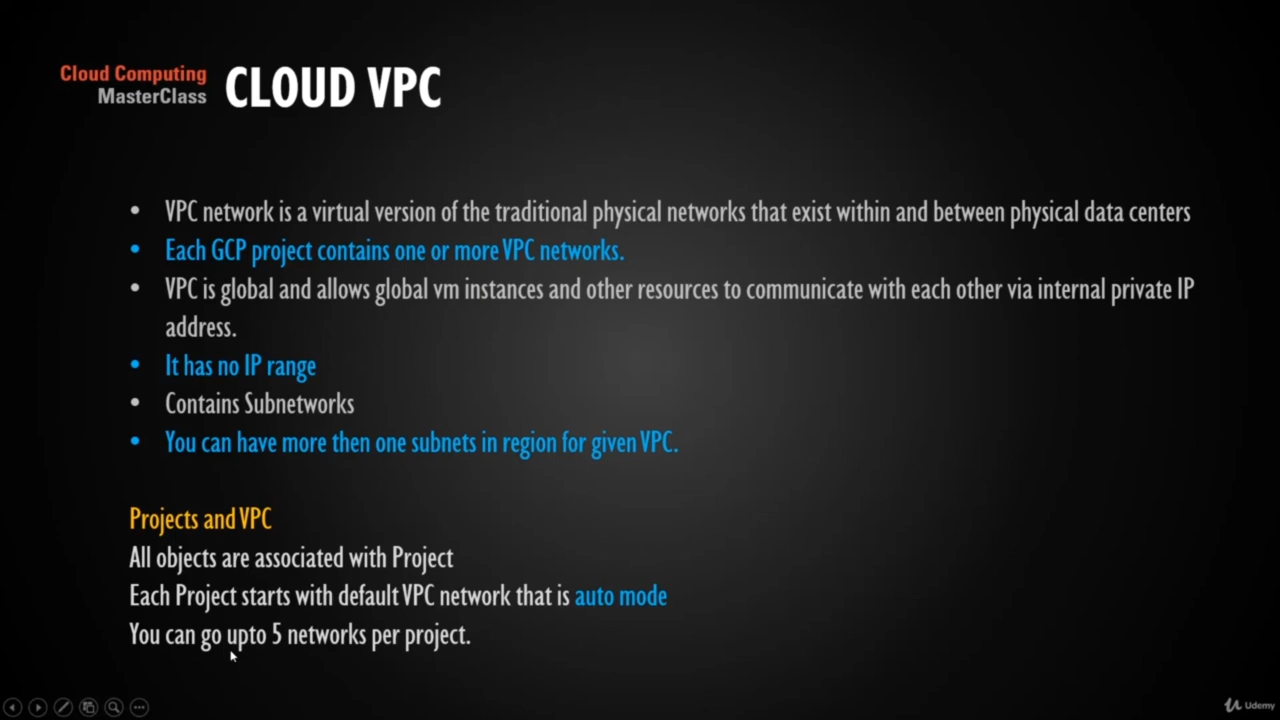 Cloud Computing
MasterClass
CLOUD VPC
• VPC network is a virtual version of the traditional physical networks that exist within and between physical data centers
• Each GCP project contains one or more VPC networks.
• VPC is global and allows global vm instances and other resources to communicate with each other via internal private IP
address.
• It has no IP range
• Contains Subnetworks
• You can have more then one subnets in region for given VPC.
Projects and VPC
All objects are associated with Project
Each Project starts with default VPC network that is auto mode
You can go upto 5 networks per project.
Udemy